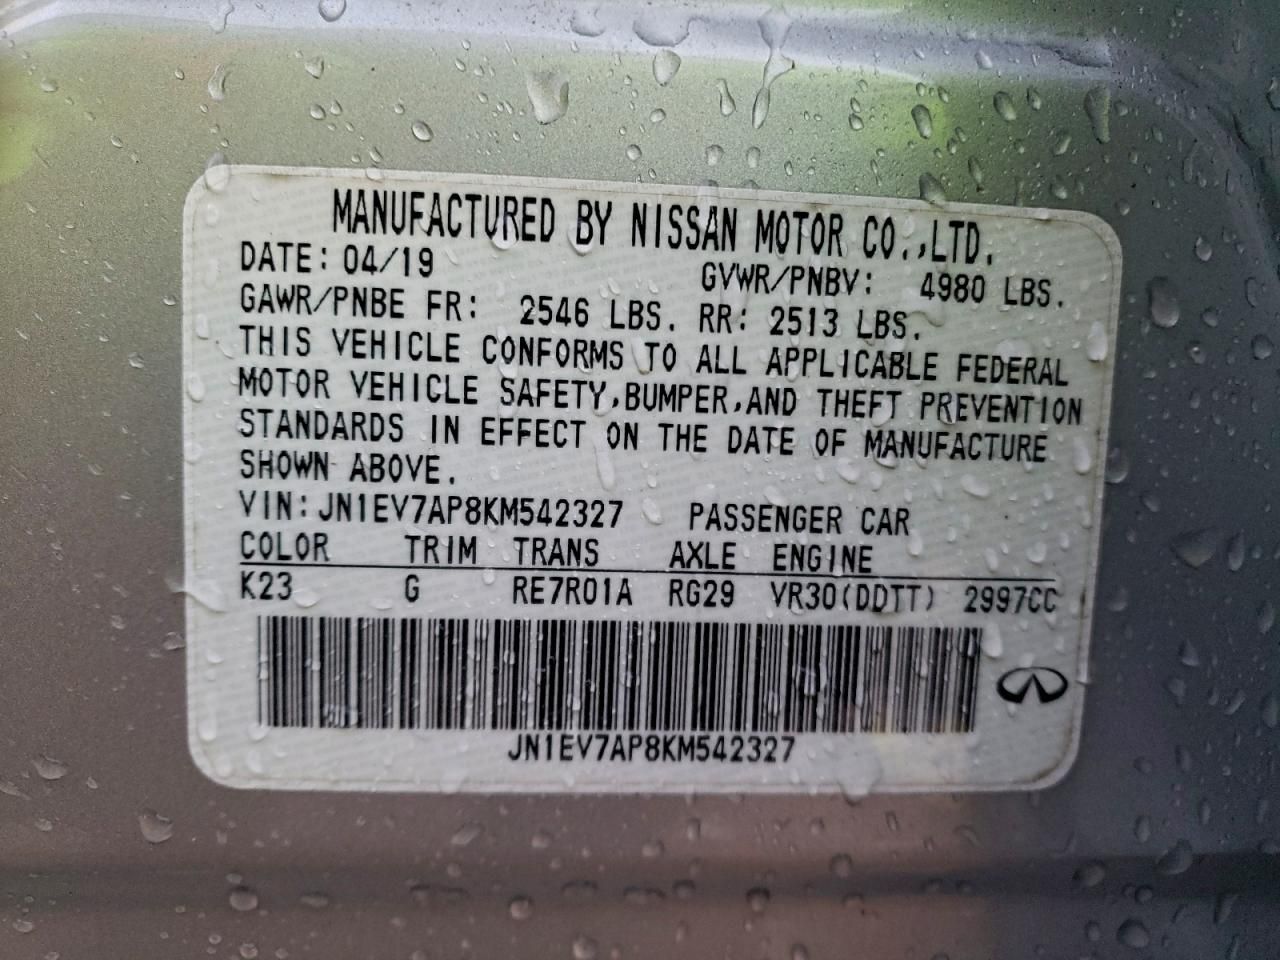 MANUFACTURED BY NISSAN MOTOR CO.,LTD.
DATE: 04/19 GVWR/PNBV: 4980 LBS.
GAWR/PNBE FR: 2546 LBS. RR: 2513 LBS.
THIS VEHICLE CONFORMS TO ALL APPLICABLE FEDERAL
MOTOR VEHICLE SAFETY,BUMPER,AND THEFT PREVENTION
STANDARDS IN EFFECT ON THE DATE OF MANUFACTURE
SHOWN ABOVE.
VIN:JN1EV7AP8KM542327 PASSENGER CAR
COLOR TRIM TRANS AXLE ENGINE
K23 G RE7R01A RG29 VR30(DDTT) 2997CC
JN1EV7AP8KM542327